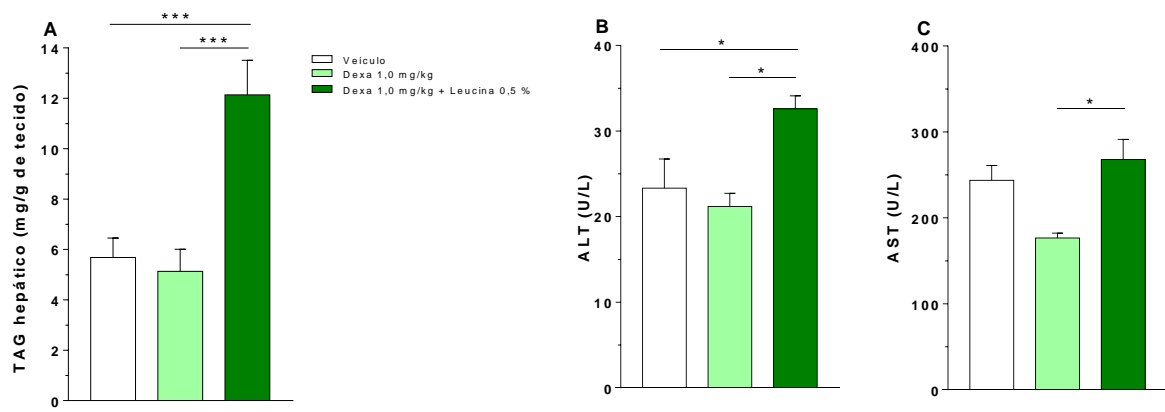 A
***
***
TAG hepático (mg/g de tecido)
14
12
10
8
6
4
2
0
Veículo
Dexa 1,0 mg/kg
Dexa 1,0 mg/kg + Leucina 0,5 %
B
*
*
ALT (U/L)
40
30
20
10
0
C
*
AST (U/L)
400
300
200
100
0